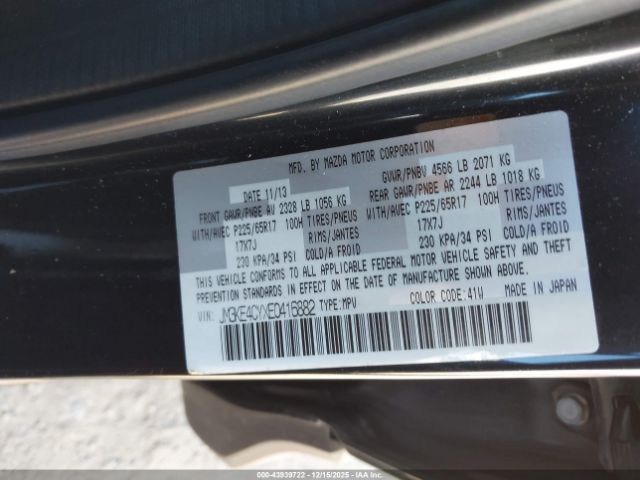 MFD. BY MAZDA MOTOR CORPORATION
DATE 11/13
GVWR/PNBV 4566 LB 2071 KG
FRONT GAWR/PNBE AV 2328 LB 1056 KG
REAR GAWR/PNBE AR 2244 LB 1018 KG
WITH/AVEC P225/65R17 100H TIRES/PNEUS
WITH/AVEC P225/65R17 100H TIRES/PNEUS
17X7J RIMS/JANTES
17X7J RIMS/JANTES
230 KPA/34 PSI COLD/A FROID
230 KPA/34 PSI COLD/A FROID
THIS VEHICLE CONFORMS TO ALL APPLICABLE FEDERAL MOTOR VEHICLE SAFETY AND THEFT
PREVENTION STANDARDS IN EFFECT ON THE DATE OF MANUFACTURE SHOWN ABOVE.
VIN: JM3KE4CYXE0416382 TYPE:MPV COLOR CODE:41W MADE IN JAPAN
000-43939722 - 12/15/2025 - IAA, Inc.